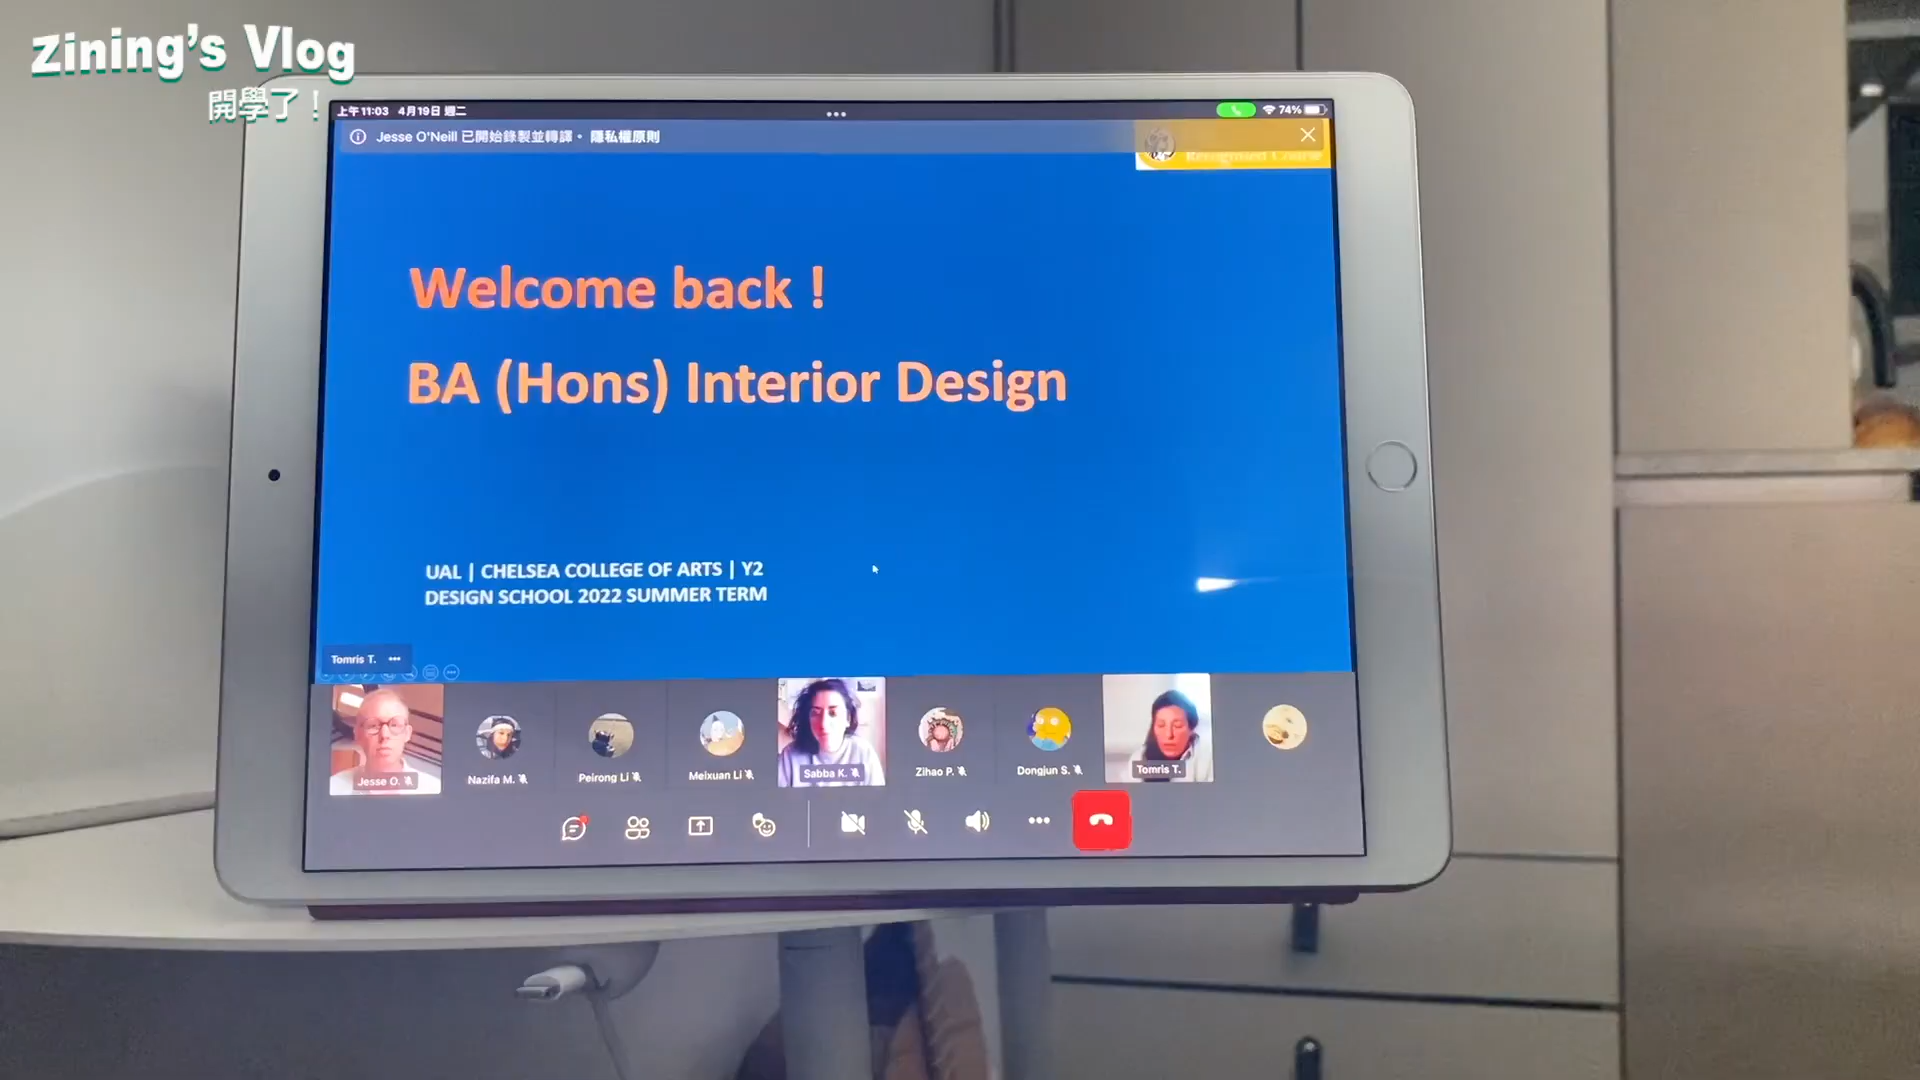 Zining's Vlog
開學了！
上午11:03 4月19日 週二
74%
Jesse O'Neill 已開始錄製並轉譯。 隱私權原則
Recognised Course
Welcome back !
BA (Hons) Interior Design
UAL | CHELSEA COLLEGE OF ARTS | Y2
DESIGN SCHOOL 2022 SUMMER TERM
Tomris T.
Jesse O.
Nazifa M.
Peirong Li
Meixuan Li
Sabba K.
Zihao P.
Dongjun S.
Tomris T.